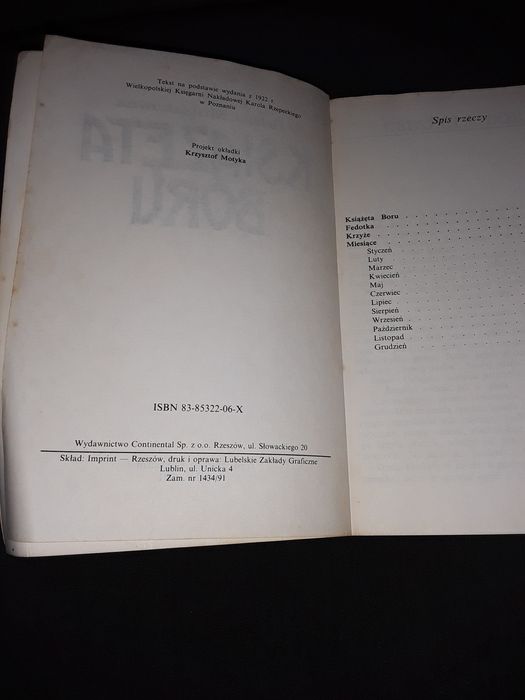 Tekst na podstawie wydania z 1922 r.
Wielkopolskiej Księgarni Nakładowej Karola Rzepeckiego
w Poznaniu
Projekt okładki
Krzysztof Motyka
ISBN 83-85322-06-X
Wydawnictwo Continental Sp. z o.o. Rzeszów, ul. Słowackiego 20
Skład: Imprint — Rzeszów, druk i oprawa: Lubelskie Zakłady Graficzne
Lublin, ul. Unicka 4
Zam. nr 1434/91
Spis rzeczy
Książęta Boru
Fedotka
Krzyże
Miesiące
Styczeń
Luty
Marzec
Kwiecień
Maj
Czerwiec
Lipiec
Sierpień
Wrzesień
Październik
Listopad
Grudzień